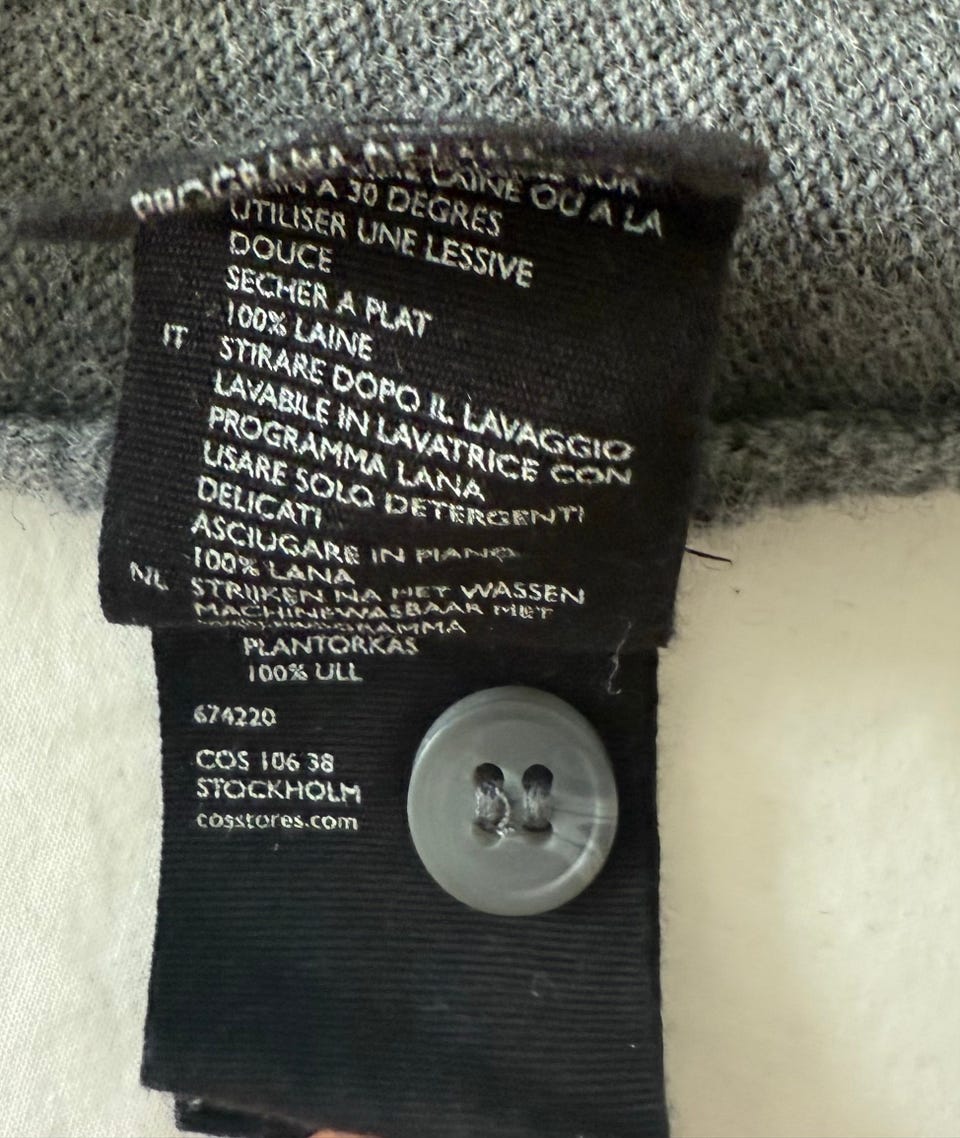 PROGRAMA DE
LAINE OU A LA
A 30 DEGRES
UTILISER UNE LESSIVE
DOUCE
SECHER A PLAT
100% LAINE
IT STIRARE DOPO IL LAVAGGIO
LAVABILE IN LAVATRICE CON
PROGRAMMA LANA
USARE SOLO DETERGENTI
DELICATI
ASCIUGARE IN PIANO
100% LANA
NL STRIJKEN NA HET WASSEN
MACHINEWASBAAR MET
PLANTORKAS
100% ULL
674220
COS 106 38
STOCKHOLM
cosstores.com